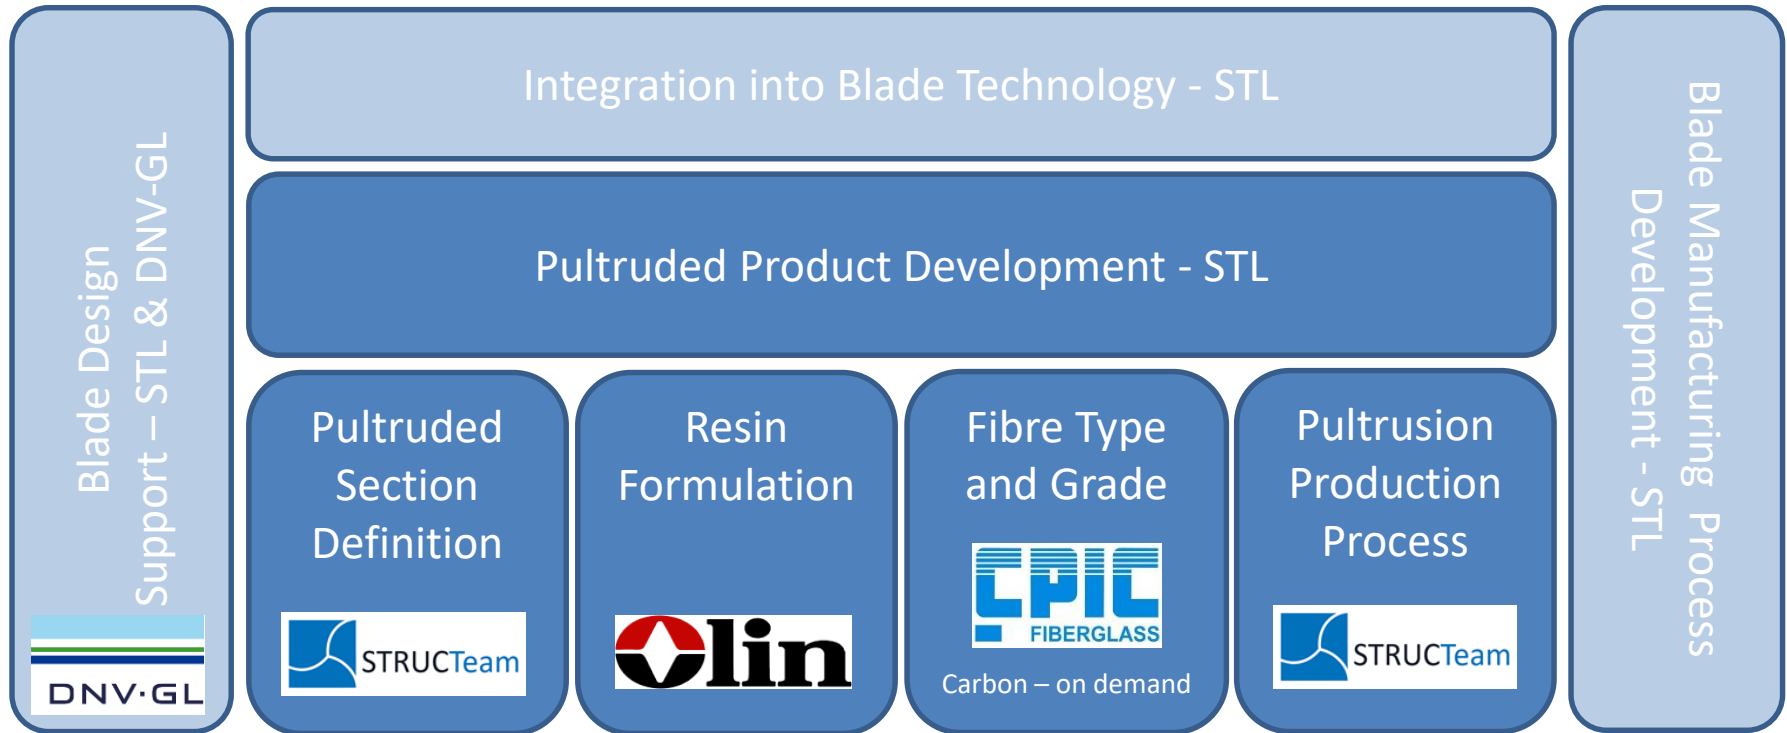 Blade Design
Support – STL & DNV-GL
DNV·GL
Integration into Blade Technology - STL
Pultruded Product Development - STL
Pultruded
Section
Definition
STRUCTeam
Resin
Formulation
Olin
Fibre Type
and Grade
CPIC
FIBERGLASS
Carbon – on demand
Pultrusion
Production
Process
STRUCTeam
Blade Manufacturing Process
Development - STL